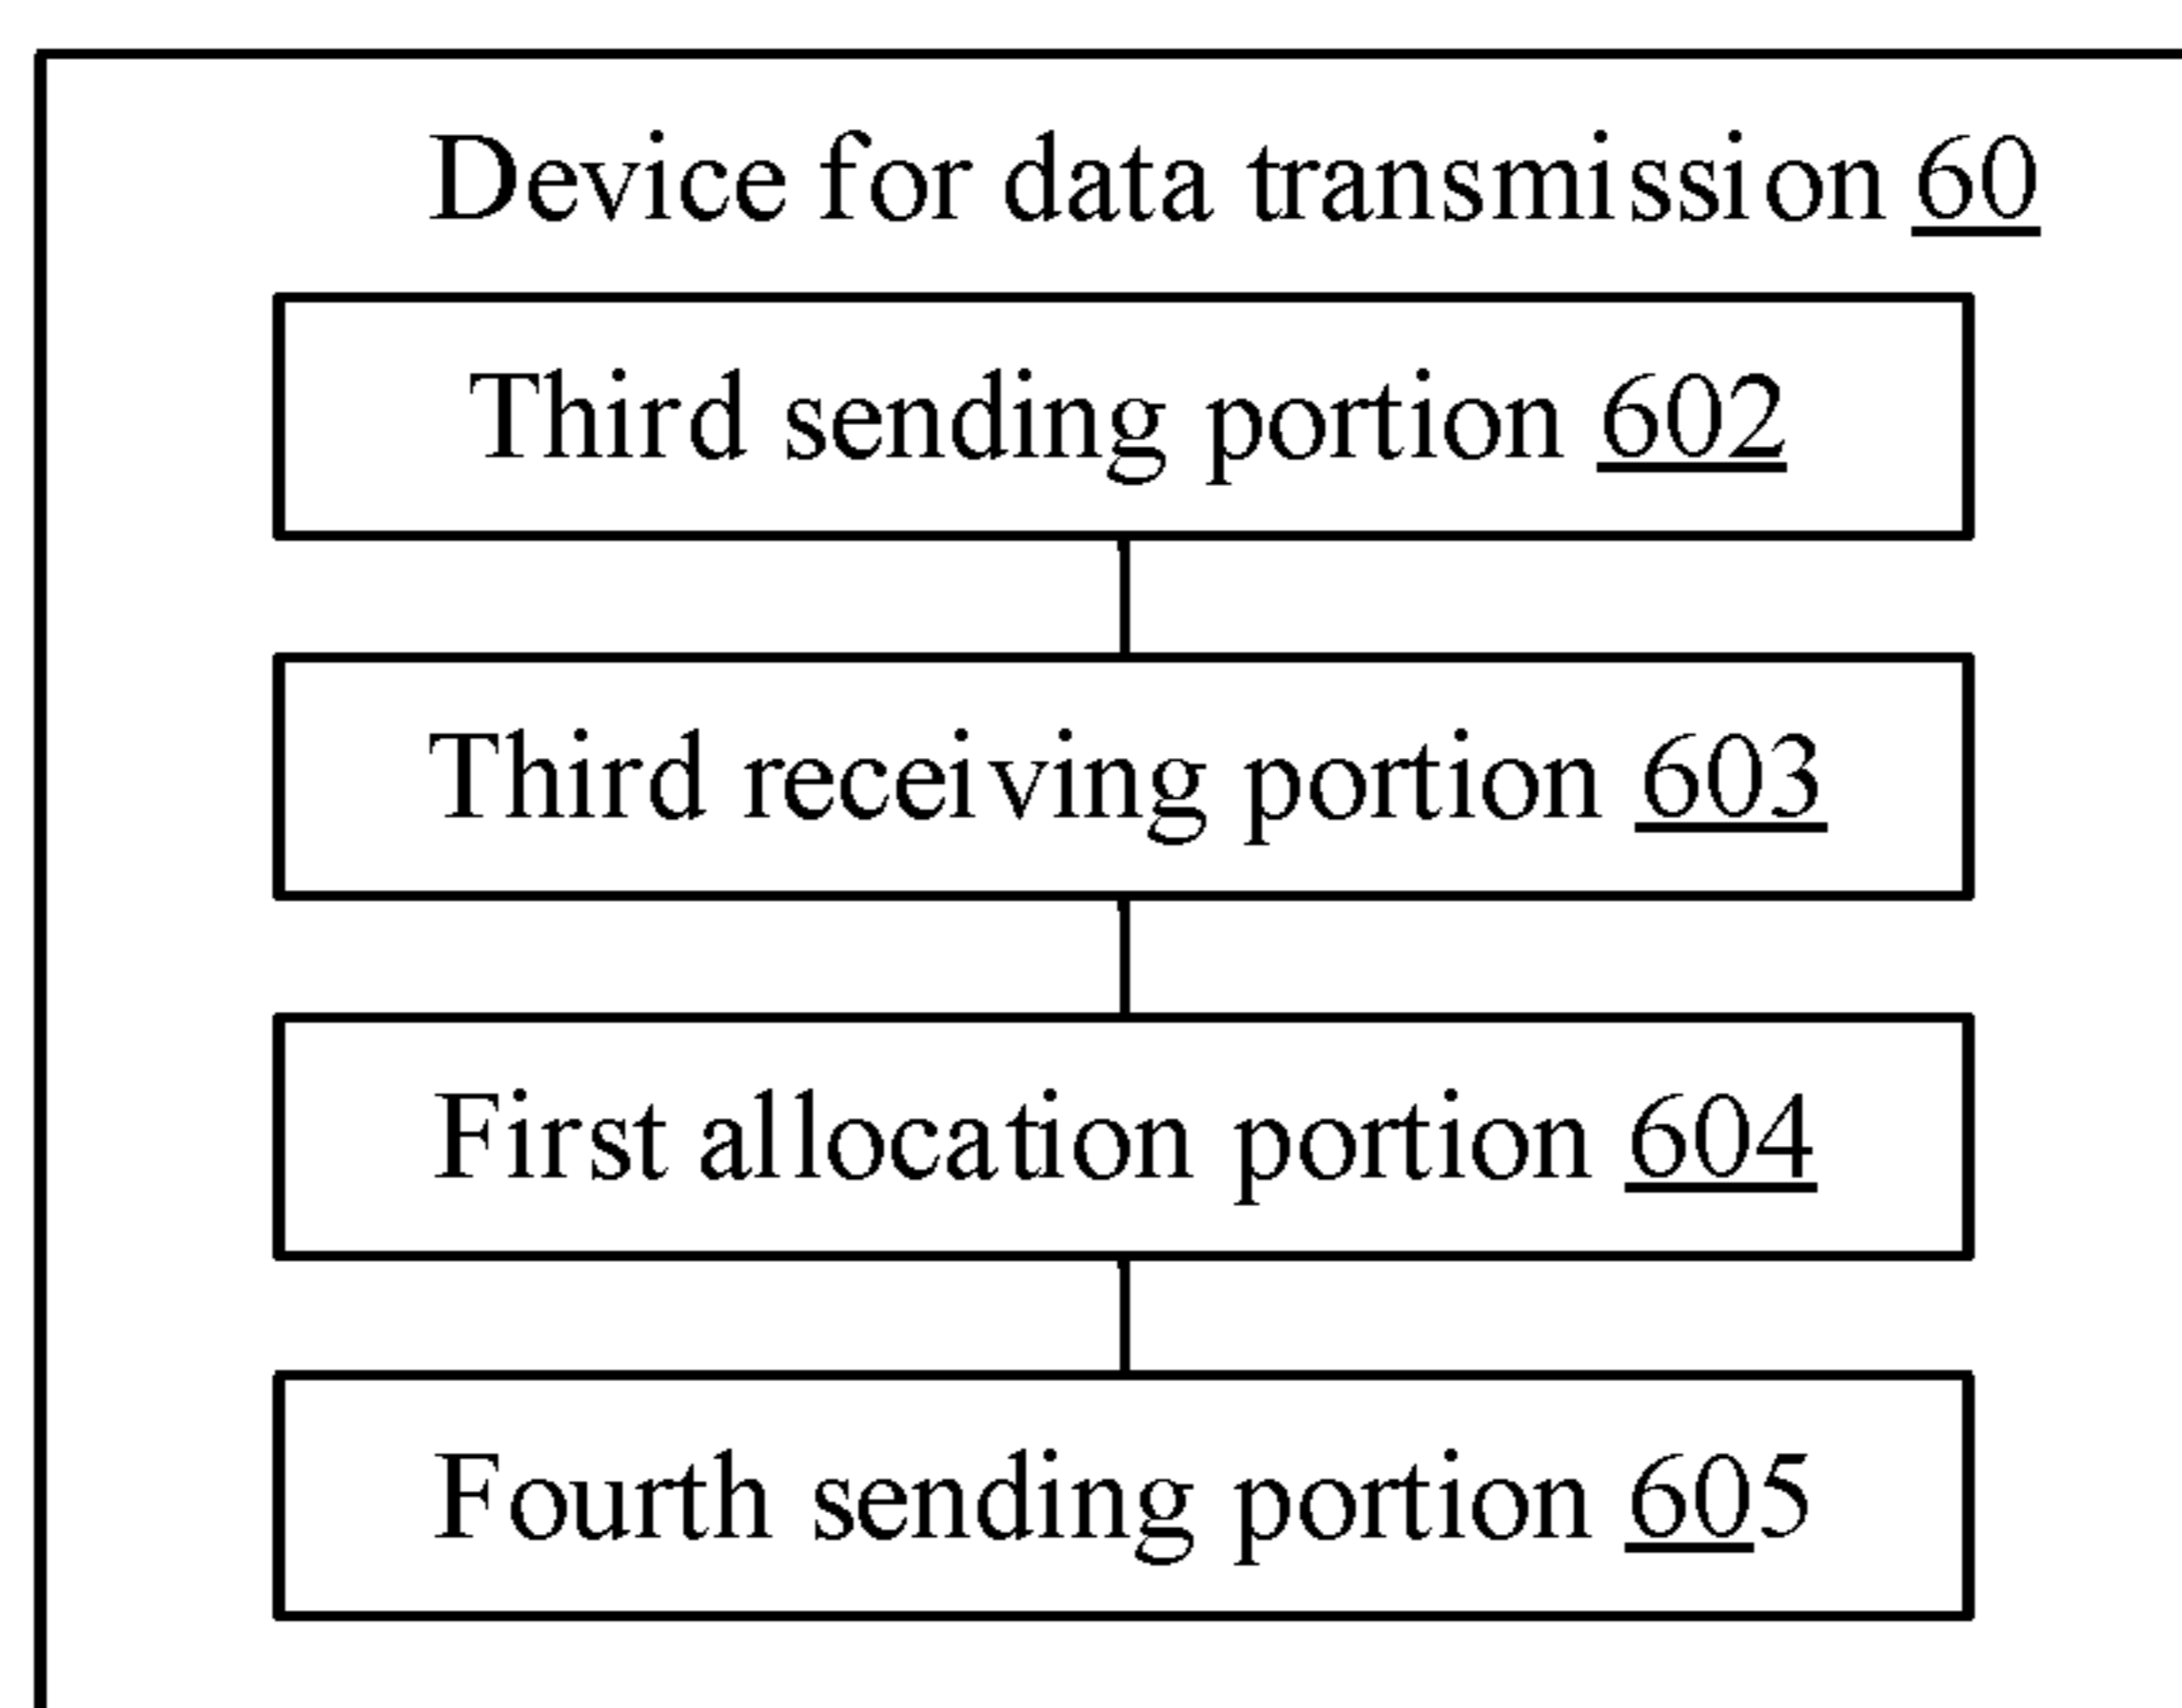 Device for data transmission 60
Third sending portion 602
Third receiving portion 603
First allocation portion 604
Fourth sending portion 605